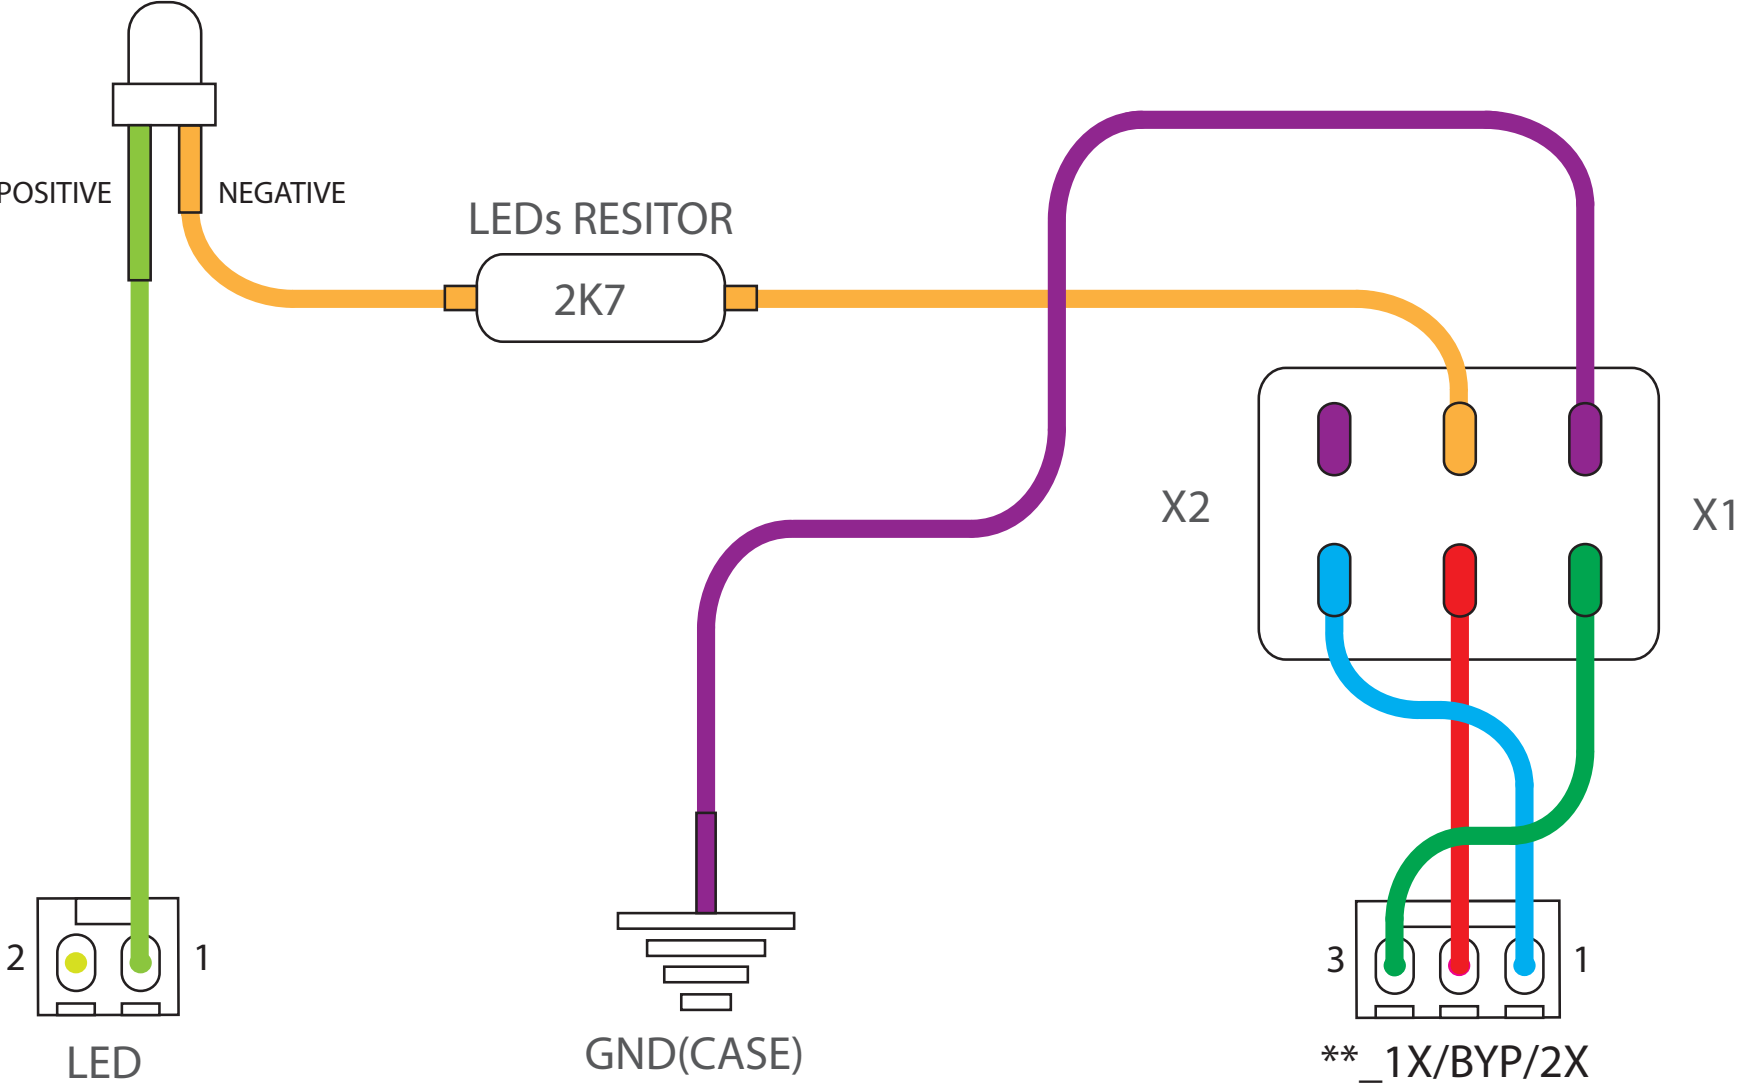 POSITIVE
NEGATIVE
LEDs RESITOR
2K7
X2
X1
2
1
3
1
LED
GND(CASE)
**_1X/BYP/2X